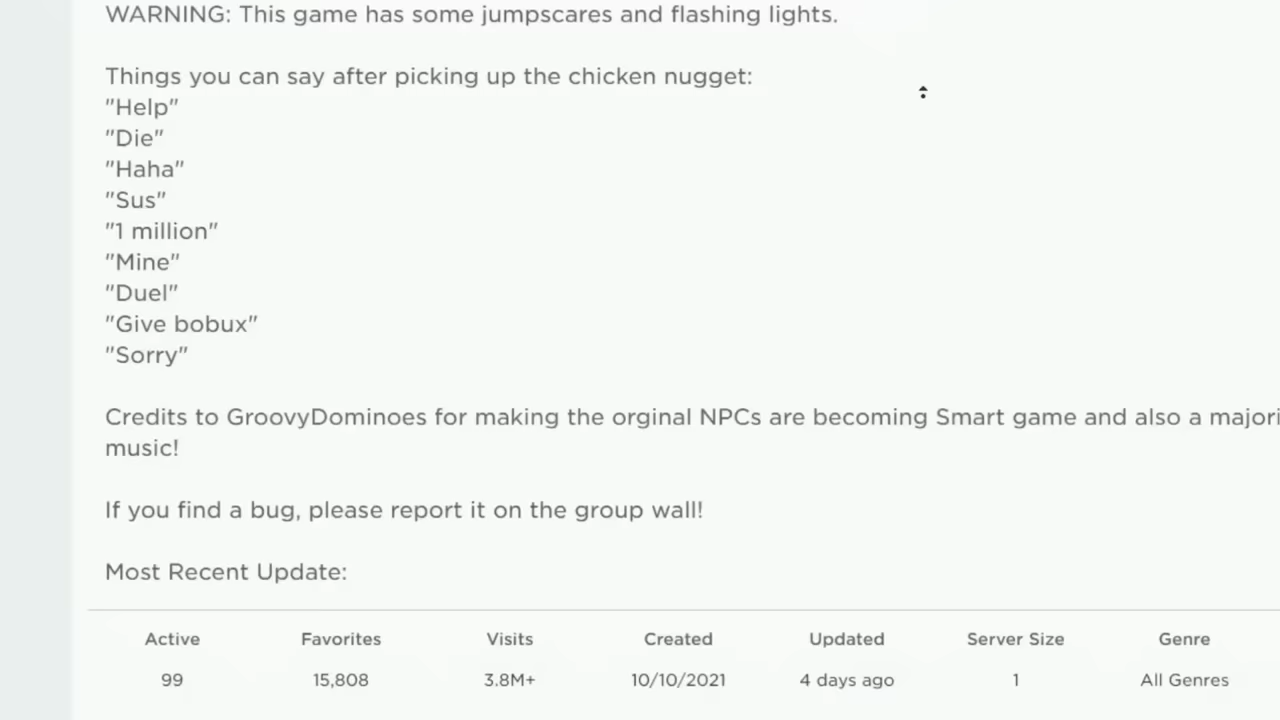 WARNING: This game has some jumpscares and flashing lights.
Things you can say after picking up the chicken nugget:
"Help"
"Die"
"Haha"
"Sus"
"1 million"
"Mine"
"Duel"
"Give bobux"
"Sorry"
Credits to GroovyDominoes for making the orginal NPCs are becoming Smart game and also a majori
music!
If you find a bug, please report it on the group wall!
Most Recent Update:
Active Favorites Visits Created Updated Server Size Genre
99 15,808 3.8M+ 10/10/2021 4 days ago 1 All Genres